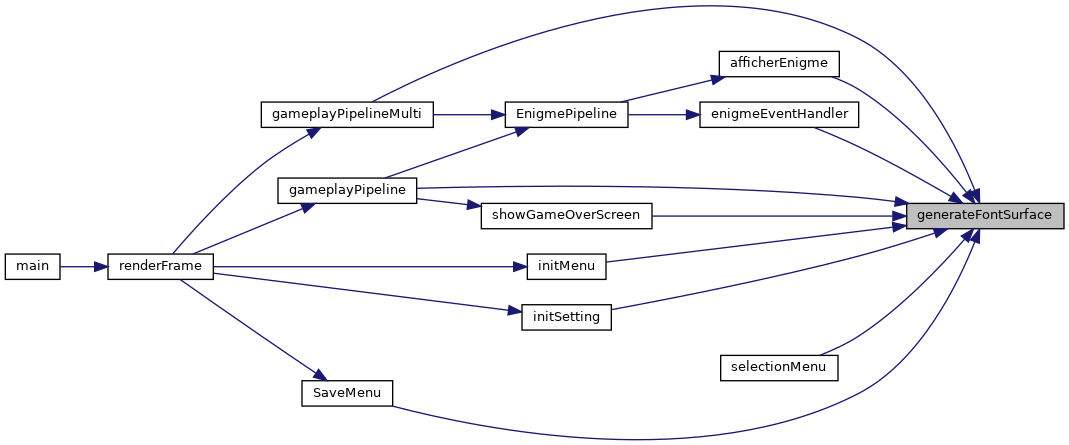 afficherEnigme
gameplayPipelineMulti
EnigmePipeline
enigmeEventHandler
gameplayPipeline
showGameOverScreen
generateFontSurface
main
renderFrame
initMenu
initSetting
selectionMenu
SaveMenu